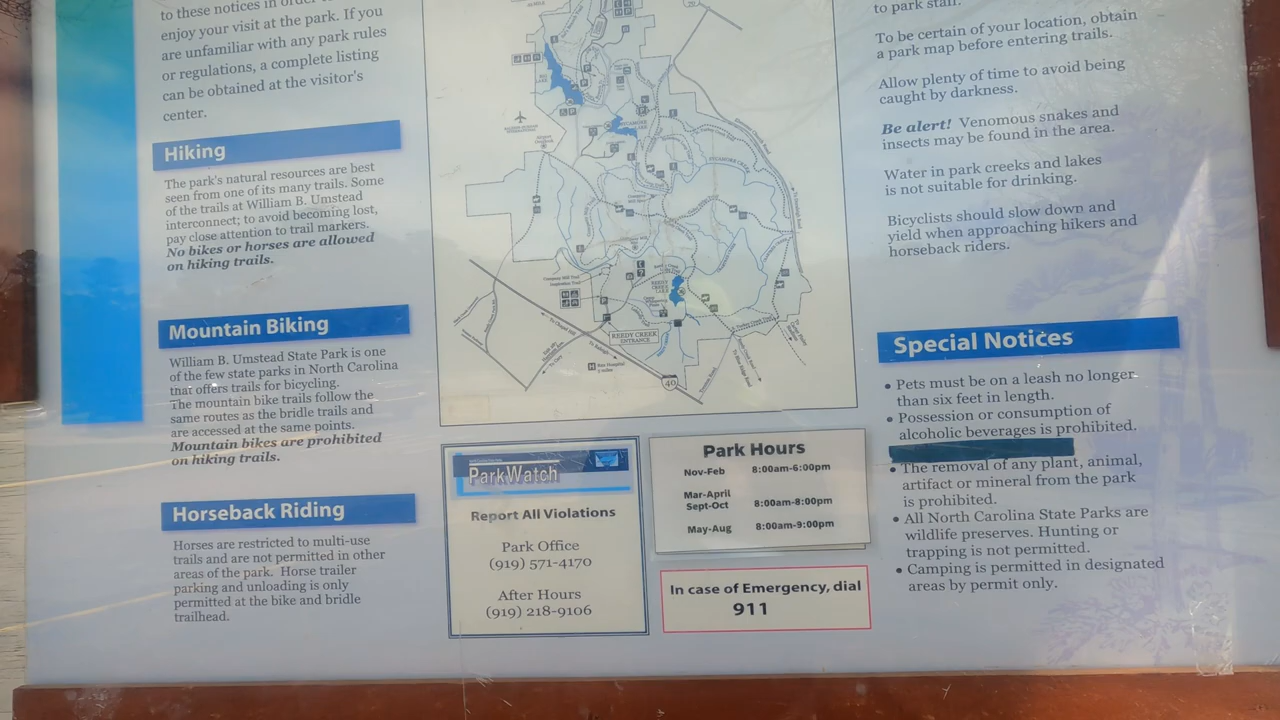 to these notices in order
enjoy your visit at the park. If you
are unfamiliar with any park rules
or regulations, a complete listing
can be obtained at the visitor's
center.
Hiking
The park's natural resources are best
seen from one of its many trails. Some
of the trails at William B. Umstead
interconnect; to avoid becoming lost,
pay close attention to trail markers.
No bikes or horses are allowed
on hiking trails.
Mountain Biking
William B. Umstead State Park is one
of the few state parks in North Carolina
that offers trails for bicycling.
The mountain bike trails follow the
same routes as the bridle trails and
are accessed at the same points.
Mountain bikes are prohibited
on hiking trails.
Horseback Riding
Horses are restricted to multi-use
trails and are not permitted in other
areas of the park. Horse trailer
parking and unloading is only
permitted at the bike and bridle
trailhead.
SYCAMORE CREEK
REEDY CREEK
LAKE
REEDY CREEK
ENTRANCE
To Raleigh
Rex Hospital
40
ParkWatch
Report All Violations
Park Office
(919) 571-4170
After Hours
(919) 218-9106
Park Hours
Nov-Feb 8:00am-6:00pm
Mar-April
Sept-Oct 8:00am-8:00pm
May-Aug 8:00am-9:00pm
In case of Emergency, dial
911
to park staff.
To be certain of your location, obtain
a park map before entering trails.
Allow plenty of time to avoid being
caught by darkness.
Be alert! Venomous snakes and
insects may be found in the area.
Water in park creeks and lakes
is not suitable for drinking.
Bicyclists should slow down and
yield when approaching hikers and
horseback riders.
Special Notices
• Pets must be on a leash no longer
than six feet in length.
• Possession or consumption of
alcoholic beverages is prohibited.
• The removal of any plant, animal,
artifact or mineral from the park
is prohibited.
• All North Carolina State Parks are
wildlife preserves. Hunting or
trapping is not permitted.
• Camping is permitted in designated
areas by permit only.